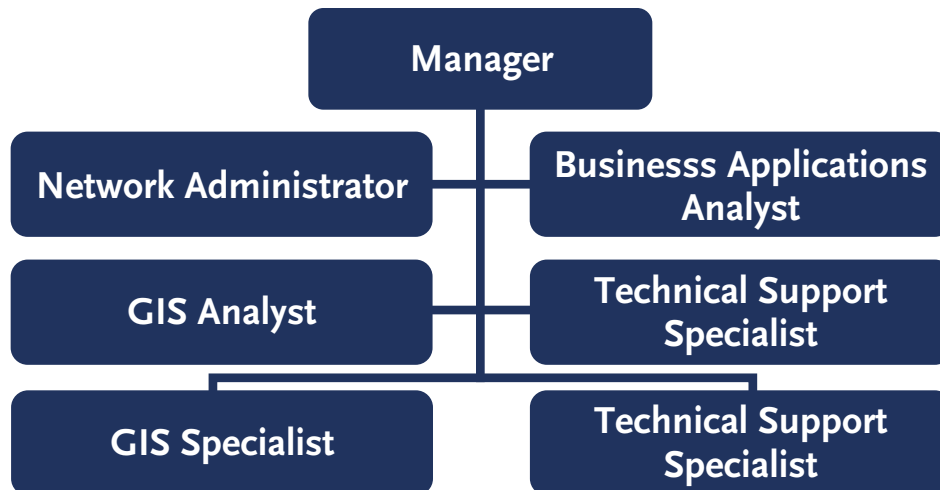 Manager
Network Administrator
Businesss Applications
Analyst
GIS Analyst
Technical Support
Specialist
GIS Specialist
Technical Support
Specialist